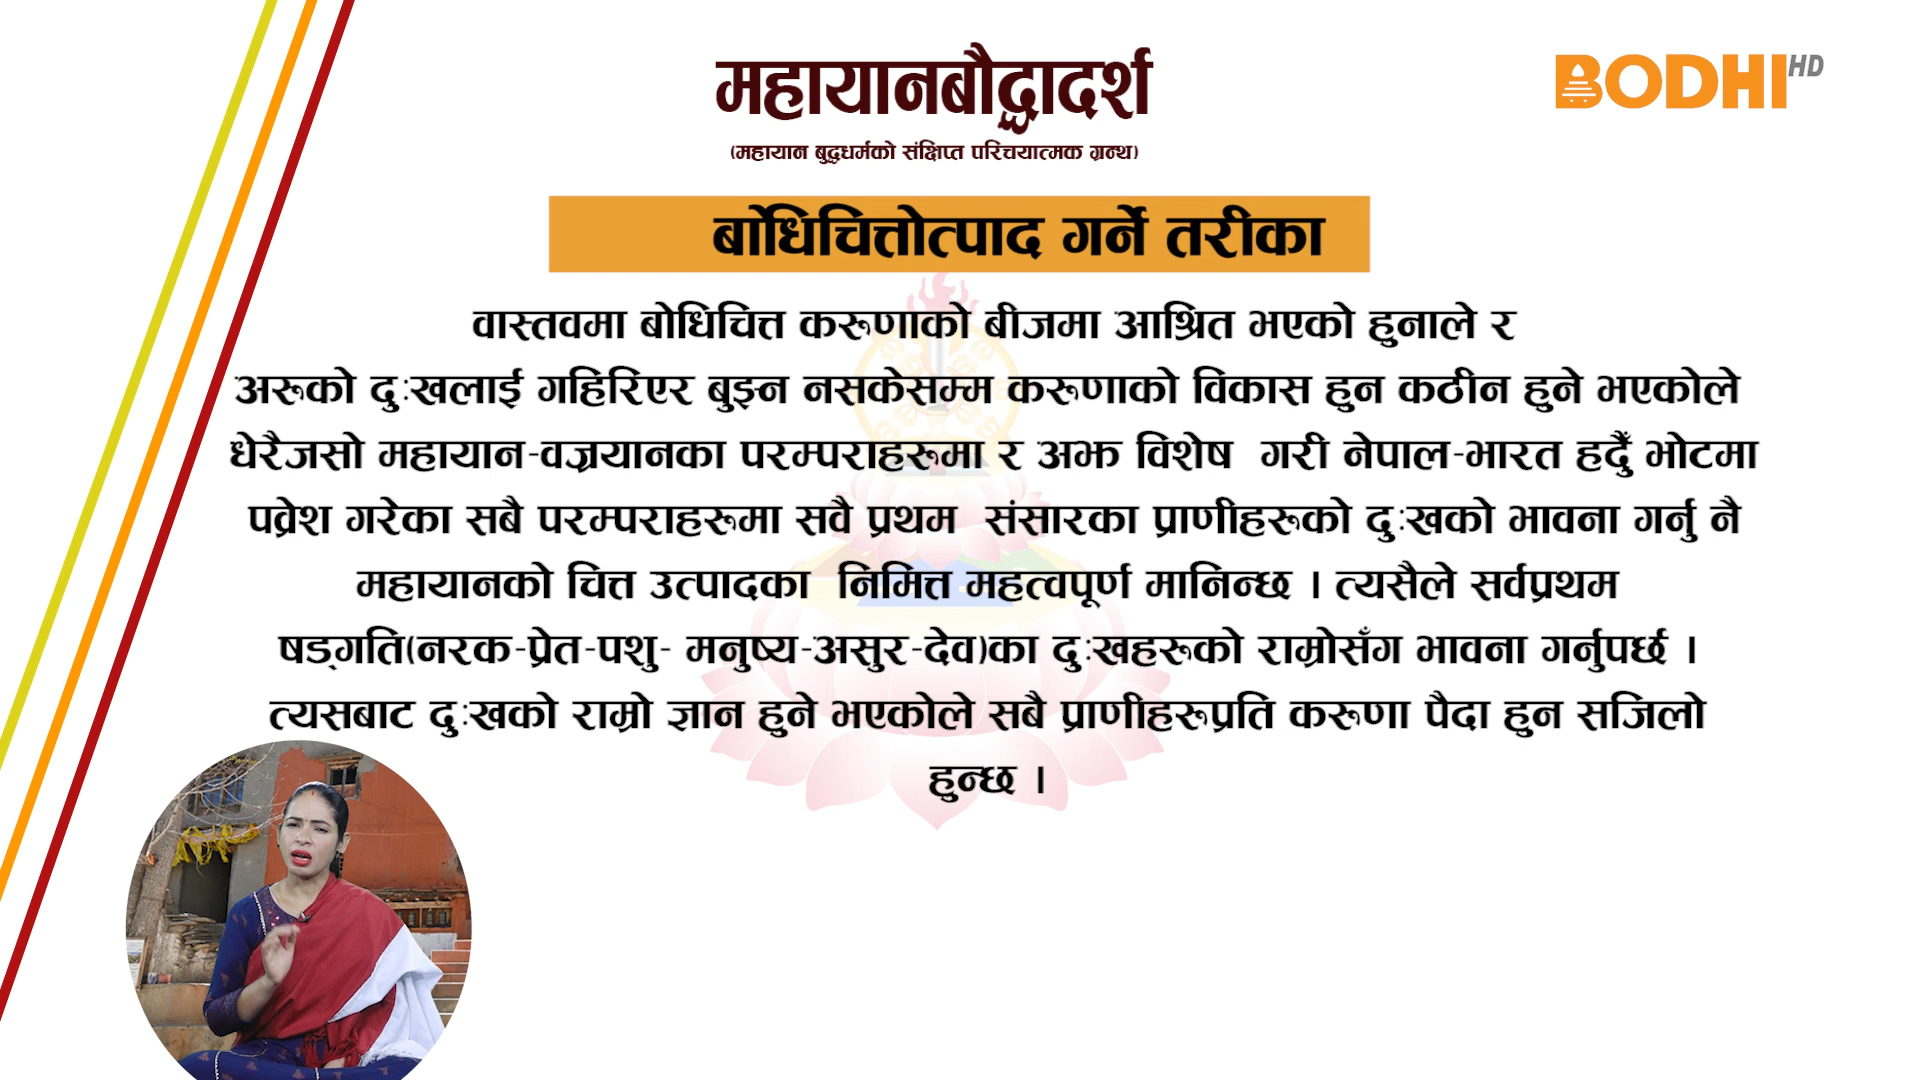 महायानबौद्धादर्श
BODHI HD
(महायान बुद्धधर्मको संक्षिप्त परिचयात्मक ग्रन्थ)
बोधिचित्तोत्पाद गर्ने तरीका
वास्तवमा बोधिचित्त करूणाको बीजमा आश्रित भएको हुनाले र
अरुको दुःखलाई गहिरिएर बुझ्न नसकेसम्म करूणाको विकास हुन कठीन हुने भएकोले
धेरैजसो महायान-वज्रयानका परम्पराहरूमा र अझ विशेष गरी नेपाल-भारत हदैँ भोटमा
पव्रेश गरेका सबै परम्पराहरूमा सवै प्रथम संसारका प्राणीहरूको दुःखको भावना गर्नु नै
महायानको चित्त उत्पादका निमित्त महत्वपूर्ण मानिन्छ । त्यसैले सर्वप्रथम
षड्गति(नरक-प्रेत-पशु- मनुष्य-असुर-देव)का दुःखहरूको राम्रोसँग भावना गर्नुपर्छ ।
त्यसबाट दुःखको राम्रो ज्ञान हुने भएकोले सबै प्राणीहरूप्रति करूणा पैदा हुन सजिलो
हुन्छ ।